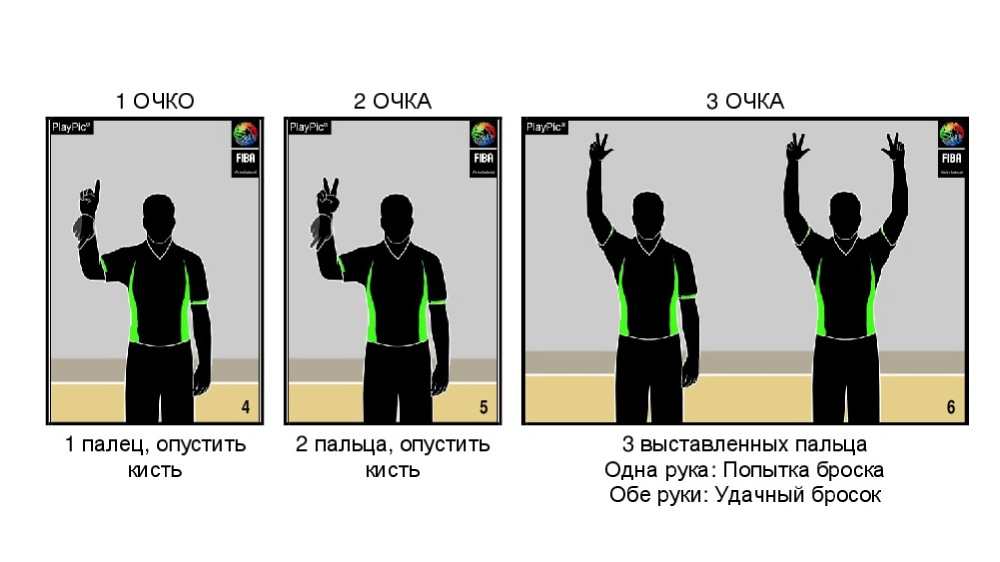 1 ОЧКО
2 ОЧКА
3 ОЧКА
PlayPic
FIBA
4
PlayPic
FIBA
5
PlayPic
FIBA
6
1 палец, опустить
кисть
2 пальца, опустить
кисть
3 выставленных пальца
Одна рука: Попытка броска
Обе руки: Удачный бросок